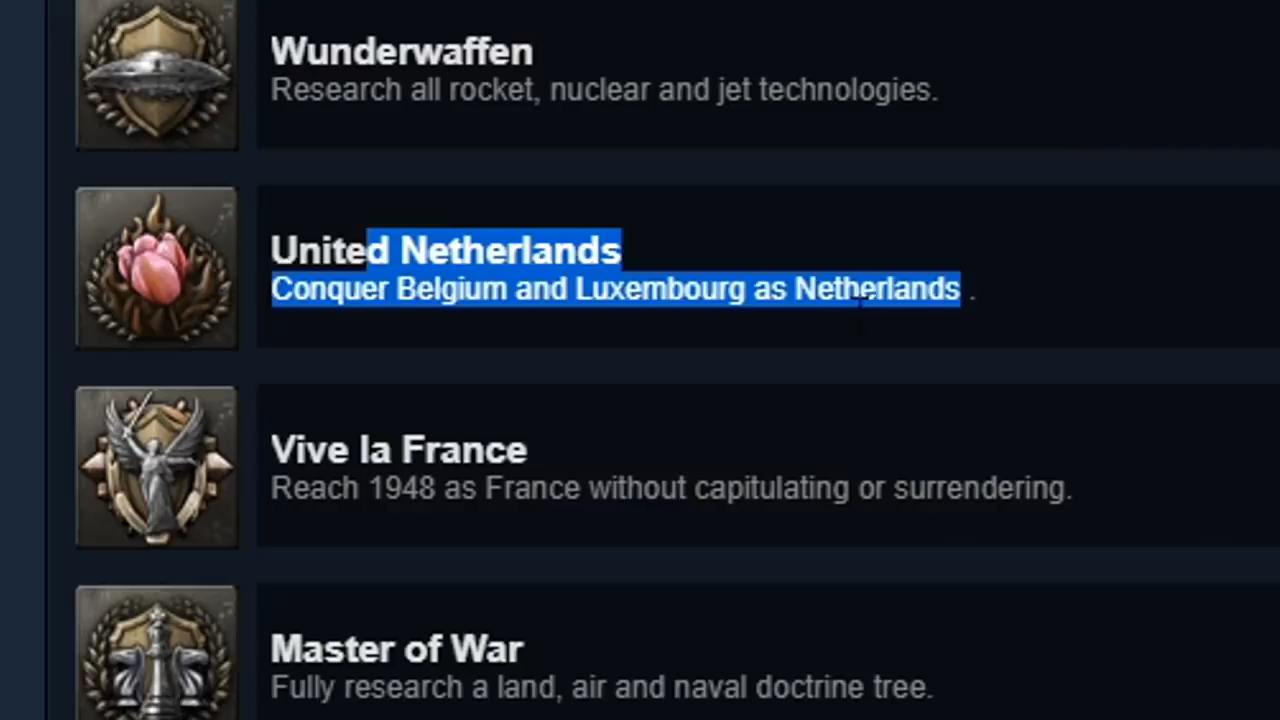 Wunderwaffen
Research all rocket, nuclear and jet technologies.
United Netherlands
Conquer Belgium and Luxembourg as Netherlands .
Vive la France
Reach 1948 as France without capitulating or surrendering.
Master of War
Fully research a land, air and naval doctrine tree.